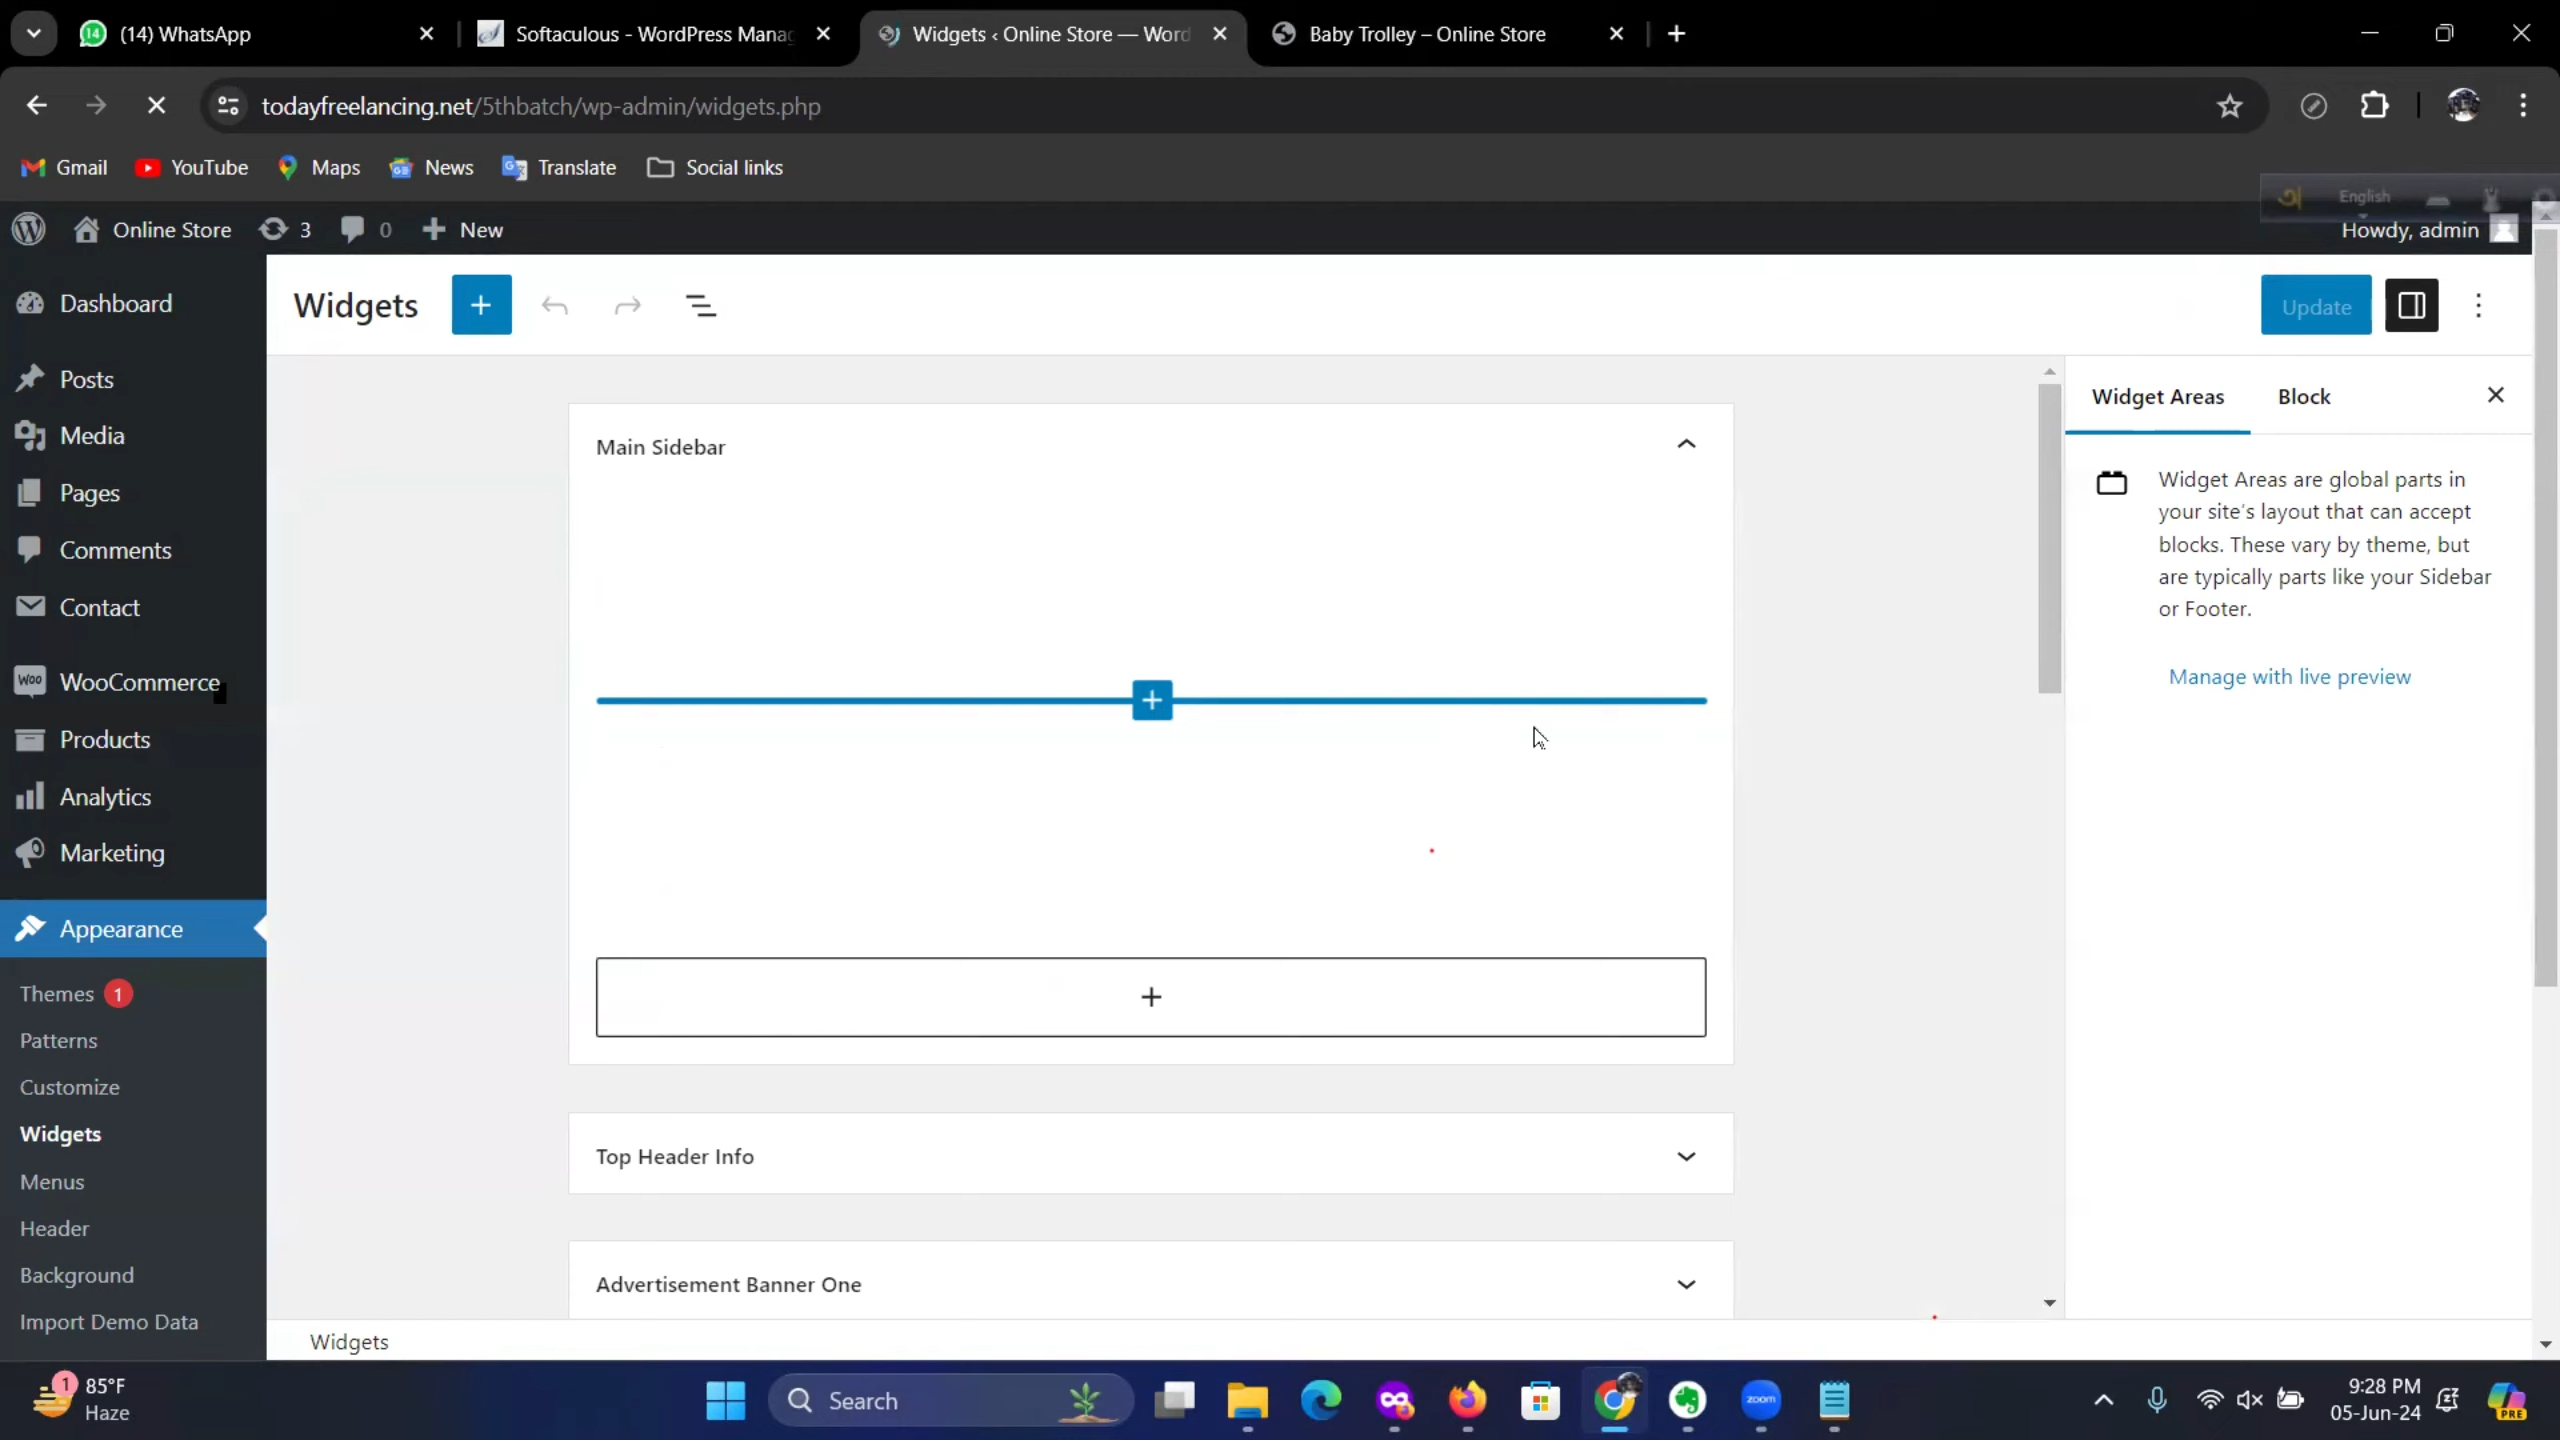 (14) WhatsApp
Softaculous - WordPress Manag
Widgets ‹ Online Store — Word
Baby Trolley – Online Store
todayfreelancing.net/5thbatch/wp-admin/widgets.php
Gmail
YouTube
Maps
News
Translate
Social links
অ
English
Online Store
3
0
New
Howdy, admin
Dashboard
Posts
Media
Pages
Comments
Contact
Woo
WooCommerce
Products
Analytics
Marketing
Appearance
Themes 1
Patterns
Customize
Widgets
Menus
Header
Background
Import Demo Data
Widgets
Update
Main Sidebar
Top Header Info
Advertisement Banner One
Widget Areas
Block
Widget Areas are global parts in
your site's layout that can accept
blocks. These vary by theme, but
are typically parts like your Sidebar
or Footer.
Manage with live preview
Widgets
1
85°F
Haze
Search
zoom
9:28 PM
05-Jun-24
PRE